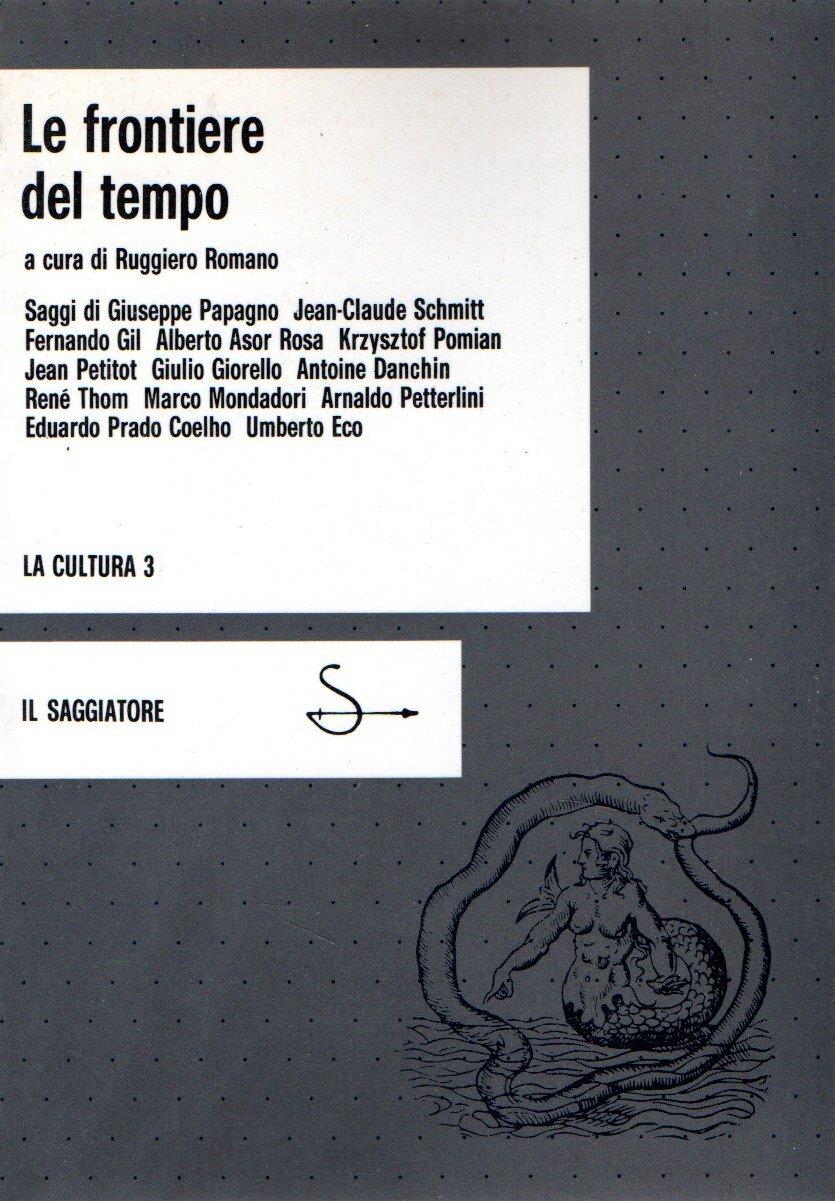 Le frontiere
del tempo
a cura di Ruggiero Romano
Saggi di Giuseppe Papagno Jean-Claude Schmitt
Fernando Gil Alberto Asor Rosa Krzysztof Pomian
Jean Petitot Giulio Giorello Antoine Danchin
René Thom Marco Mondadori Arnaldo Petterlini
Eduardo Prado Coelho Umberto Eco
LA CULTURA 3
IL SAGGIATORE